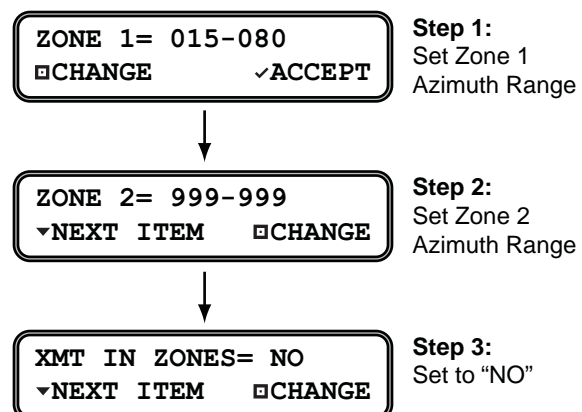 ZONE 1= 015-080
⊡CHANGE ✓ACCEPT
Step 1:
Set Zone 1
Azimuth Range
ZONE 2= 999-999
▾NEXT ITEM ⊡CHANGE
Step 2:
Set Zone 2
Azimuth Range
XMT IN ZONES= NO
▾NEXT ITEM ⊡CHANGE
Step 3:
Set to “NO”